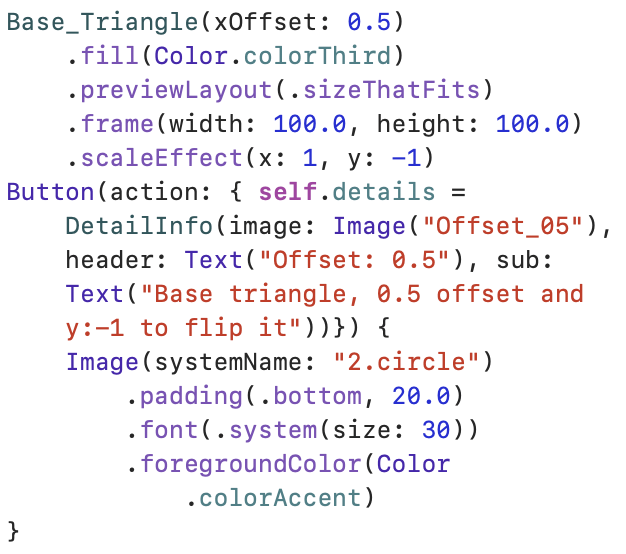 Base_Triangle(xOffset: 0.5)
.fill(Color.colorThird)
.previewLayout(.sizeThatFits)
.frame(width: 100.0, height: 100.0)
.scaleEffect(x: 1, y: -1)
Button(action: { self.details =
DetailInfo(image: Image("Offset_05"),
header: Text("Offset: 0.5"), sub:
Text("Base triangle, 0.5 offset and
y:-1 to flip it"))}) {
Image(systemName: "2.circle")
.padding(.bottom, 20.0)
.font(.system(size: 30))
.foregroundColor(Color
.colorAccent)
}